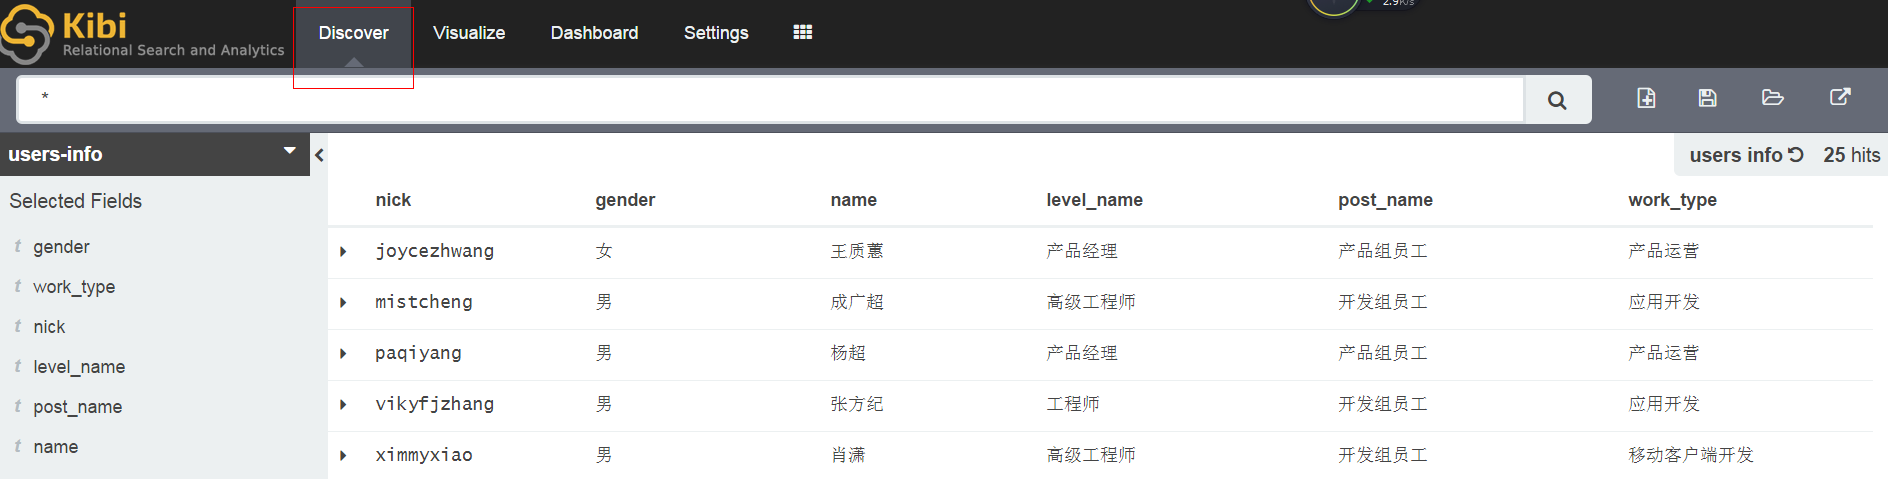 2.9K/s
Kibi
Relational Search and Analytics
Discover Visualize Dashboard Settings
*
users-info
users info 25 hits
Selected Fields
t gender
t work_type
t nick
t level_name
t post_name
t name
nick gender name level_name post_name work_type
joycezhwang 女 王质蕙 产品经理 产品组员工 产品运营
mistcheng 男 成广超 高级工程师 开发组员工 应用开发
paqiyang 男 杨超 产品经理 产品组员工 产品运营
vikyfjzhang 男 张方纪 工程师 开发组员工 应用开发
ximmyxiao 男 肖潇 高级工程师 开发组员工 移动客户端开发